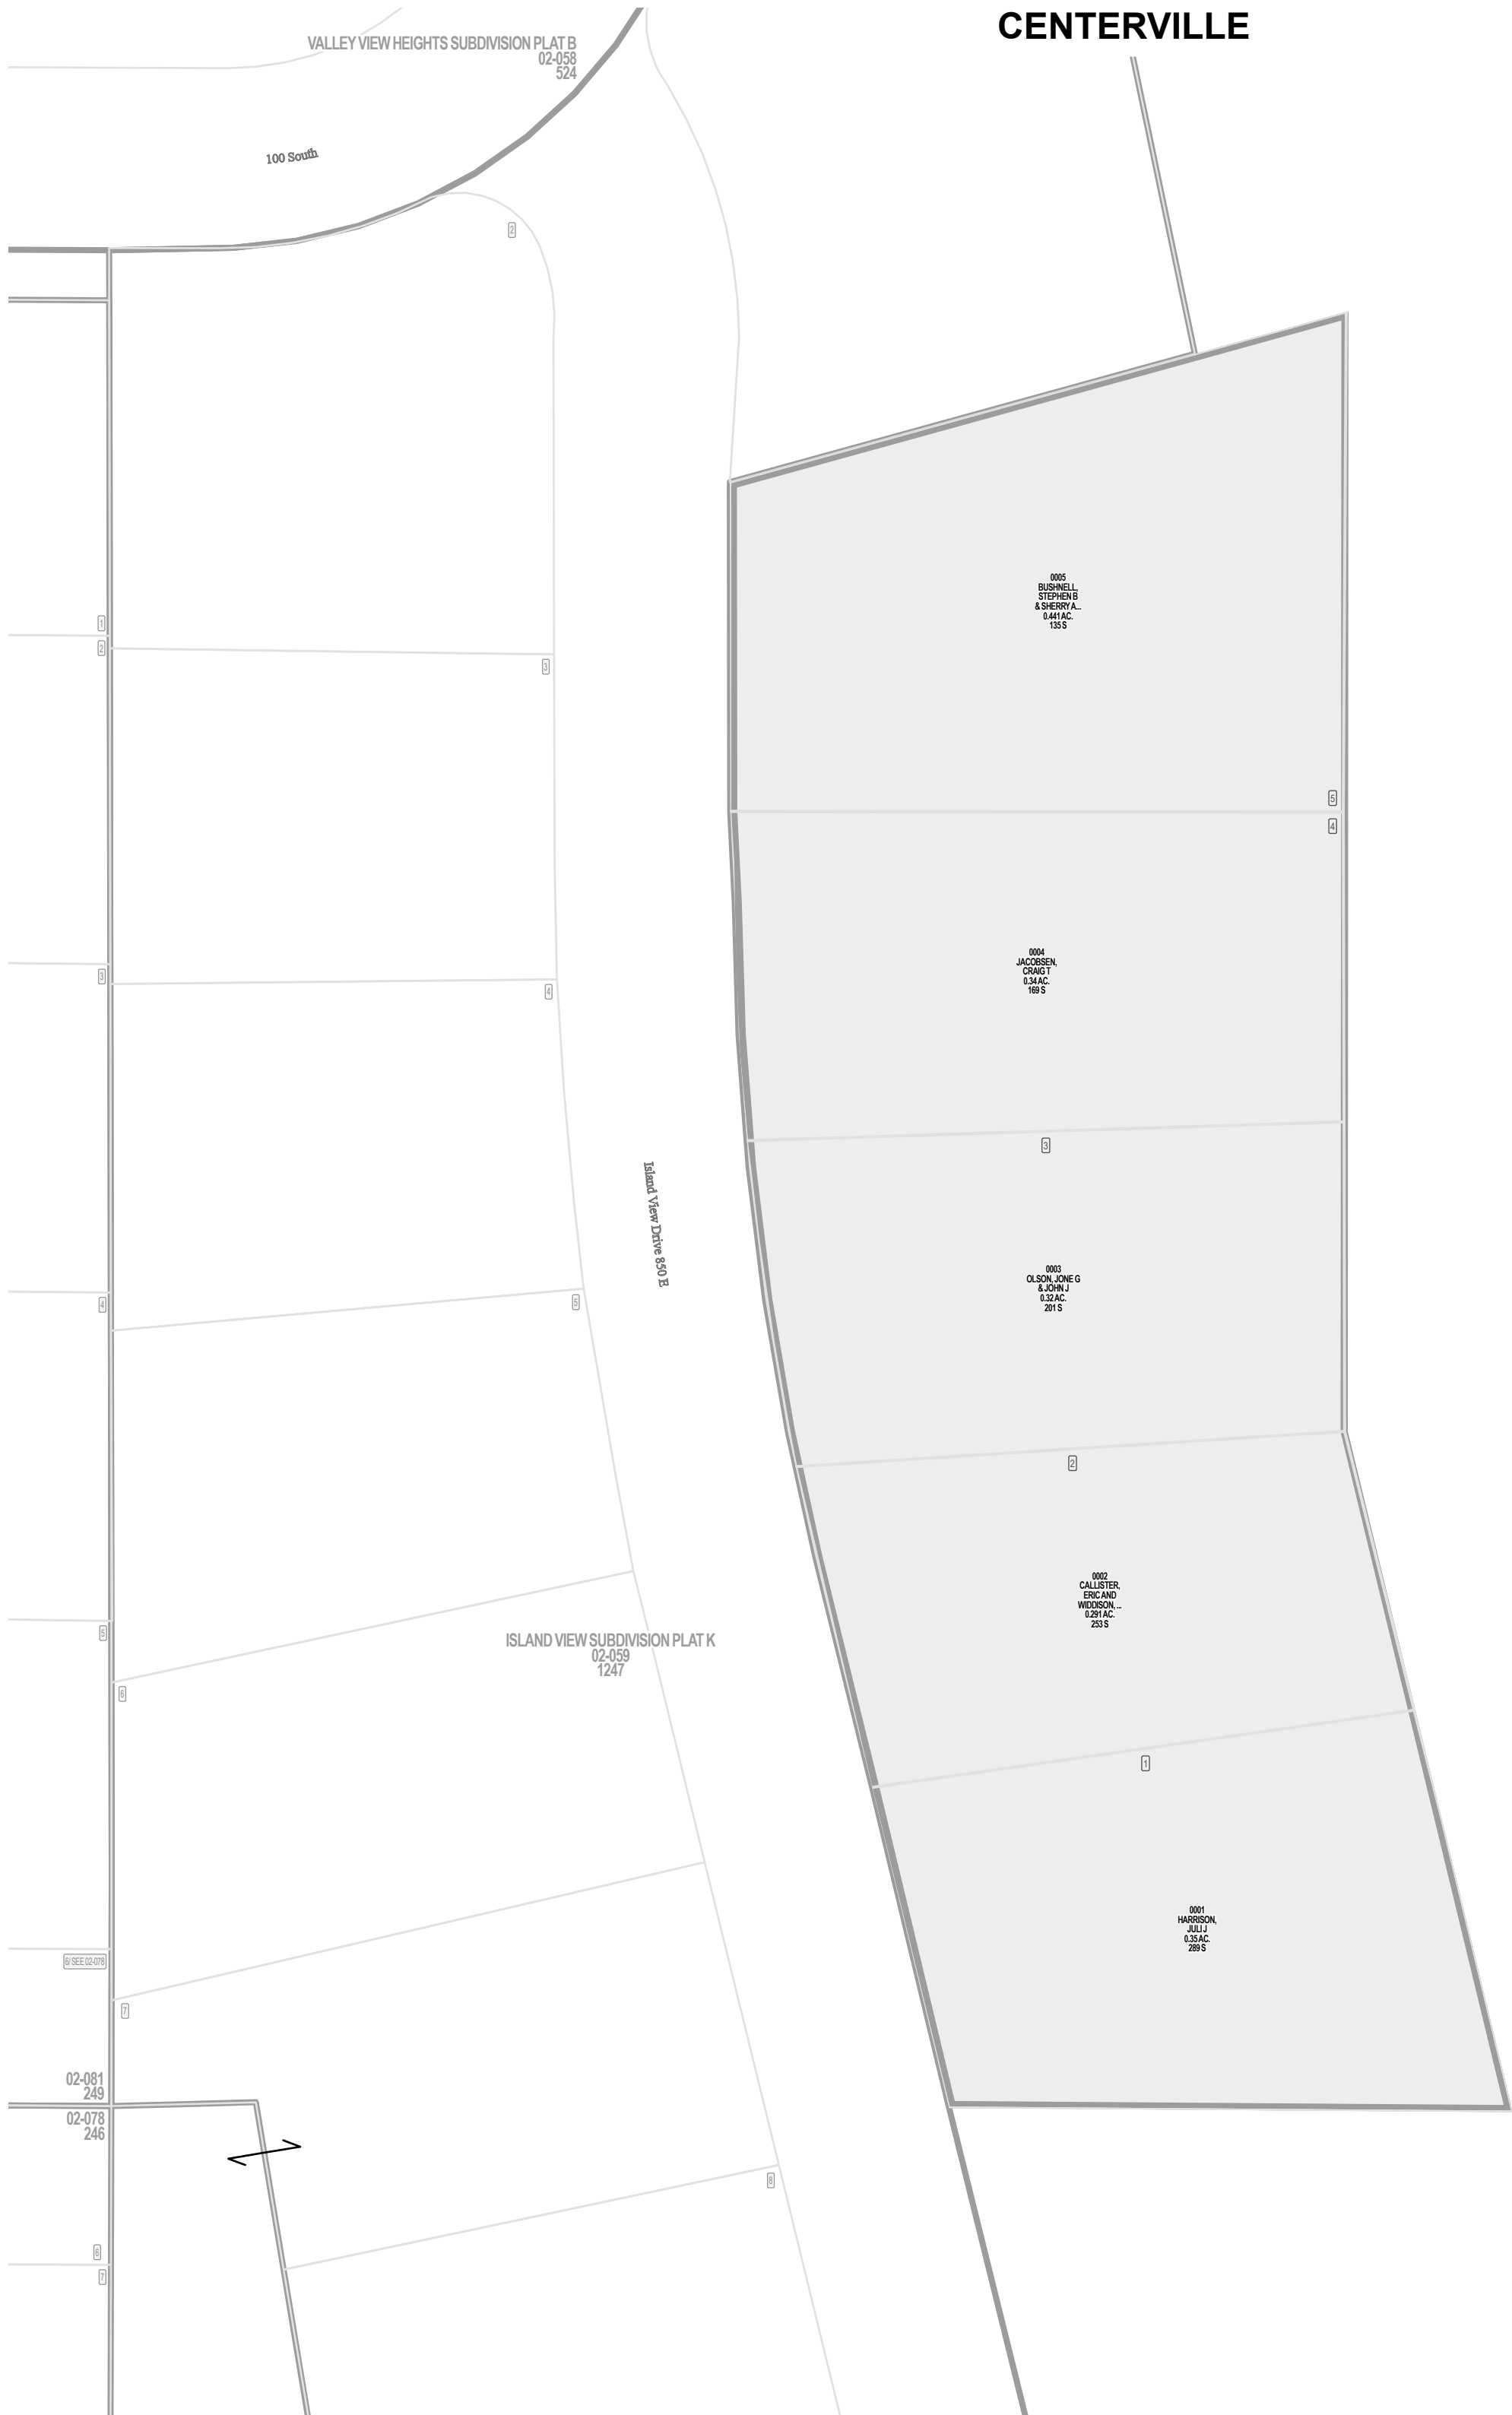 CENTERVILLE
VALLEY VIEW HEIGHTS SUBDIVISION PLAT B
02-058
524
100 South
2
0005
BUSHNELL,
STEPHEN B
& SHERRY A...
0.441 AC.
135 S
1
2
3
5
4
0004
JACOBSEN,
CRAIG T
0.34 AC.
169 S
3
4
3
Island View Drive 850 E
0003
OLSON, JONE G
& JOHN J
0.32 AC.
201 S
4
5
2
0002
CALLISTER,
ERIC AND
WIDDISON, ...
0.291 AC.
253 S
5
ISLAND VIEW SUBDIVISION PLAT K
02-059
1247
6
1
0001
HARRISON,
JULI J
0.35 AC.
289 S
6/ SEE 02-078
7
02-081
249
02-078
246
8
6
7